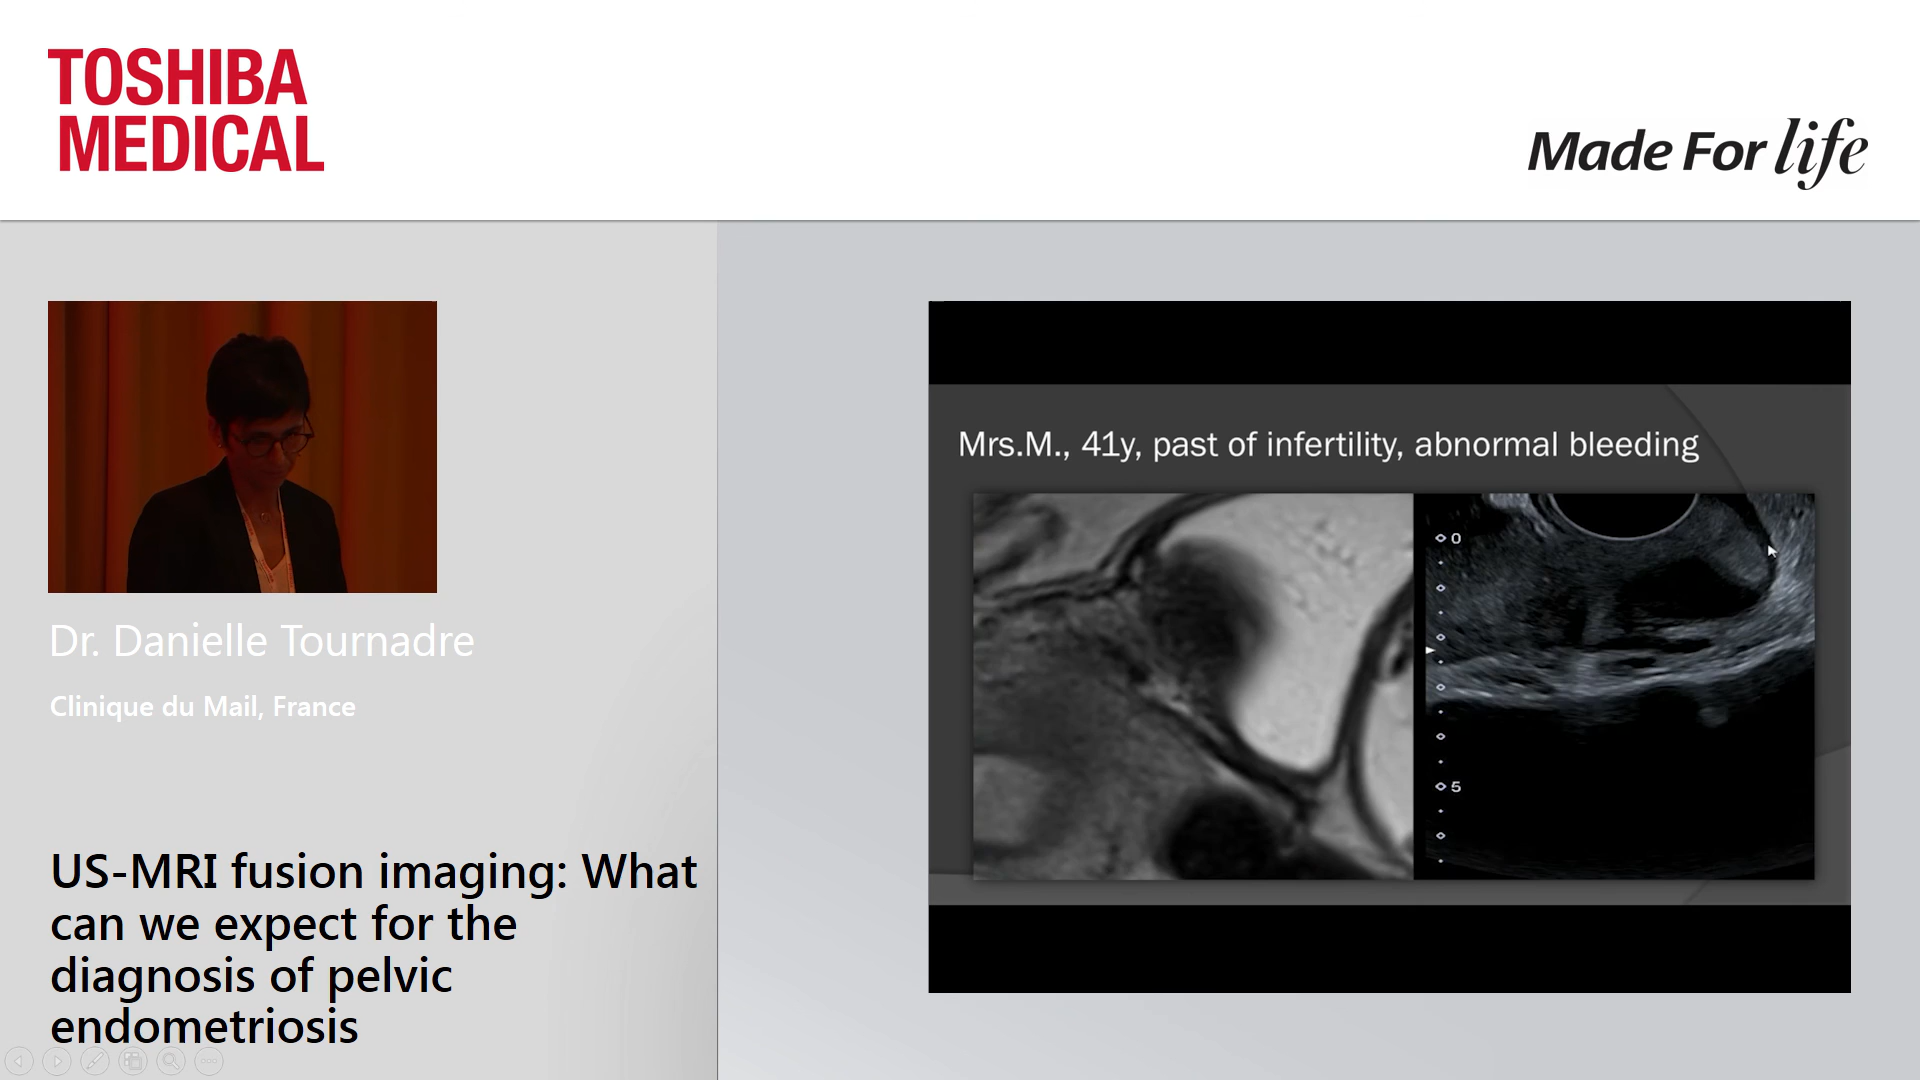 TOSHIBA
MEDICAL
Made For life
Dr. Danielle Tournadre
Clinique du Mail, France
US-MRI fusion imaging: What
can we expect for the
diagnosis of pelvic
endometriosis
Mrs.M., 41y, past of infertility, abnormal bleeding
0
5